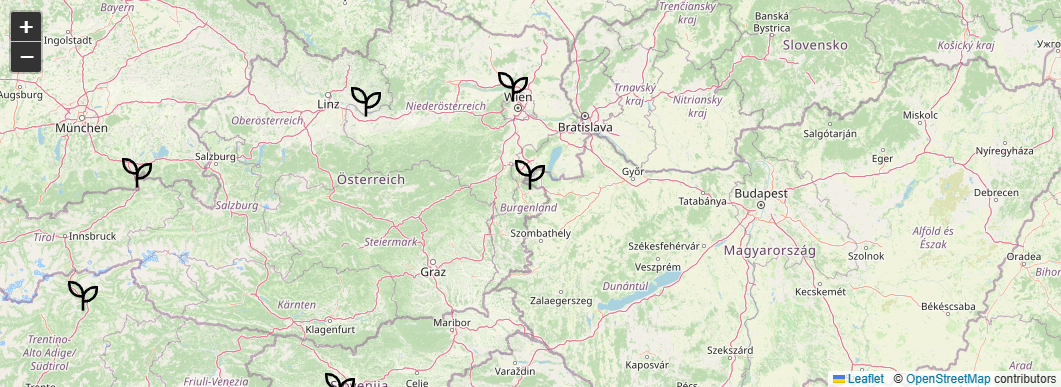 +
−
Bayern
Ingolstadt
Augsburg
München
Linz
Niederösterreich
Oberösterreich
Wien
Bratislava
Trenčiansky
kraj
Banská
Bystrica
Slovensko
Košický kraj
Ужго
Trnavský
kraj
Nitriansky
kraj
Salgótarján
Miskolc
Eger
Nyíregyháza
Salzburg
Österreich
Salzburg
Győr
Tatabánya
Budapest
Debrecen
Burgenland
Tirol
Innsbruck
Steiermark
Szombathely
Székesfehérvár
Magyarország
Alföld és
Észak
Szolnok
Oradea
Bihor
Graz
Veszprém
Dunántúl
Zalaegerszeg
Kecskemét
Békéscsaba
Kärnten
Klagenfurt
Maribor
Trentino-
Alto Adige/
Südtirol
Szekszárd
Arad
Kaposvár
Varaždin
Celje
Friuli-Venezia
Pécs
Leaflet | © OpenStreetMap contributors